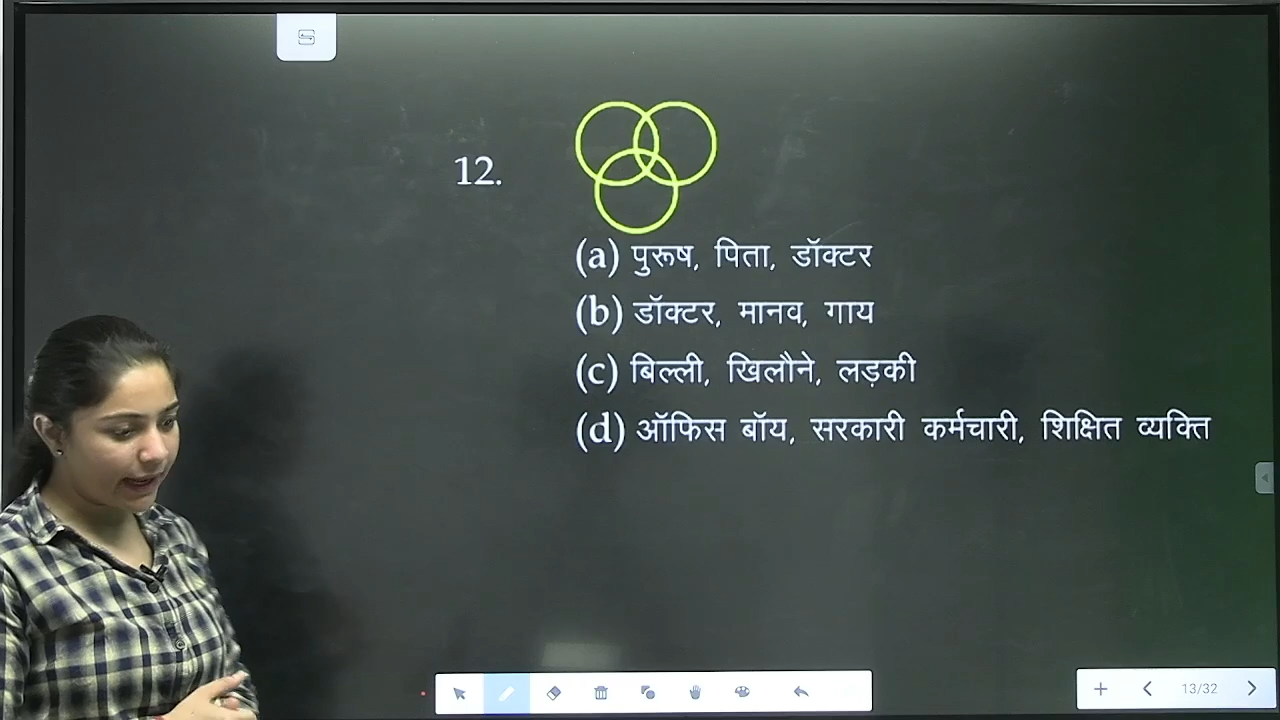 12.
(a) पुरूष, पिता, डॉक्टर
(b) डॉक्टर, मानव, गाय
(c) बिल्ली, खिलौने, लड़की
(d) ऑफिस बॉय, सरकारी कर्मचारी, शिक्षित व्यक्ति
13/32